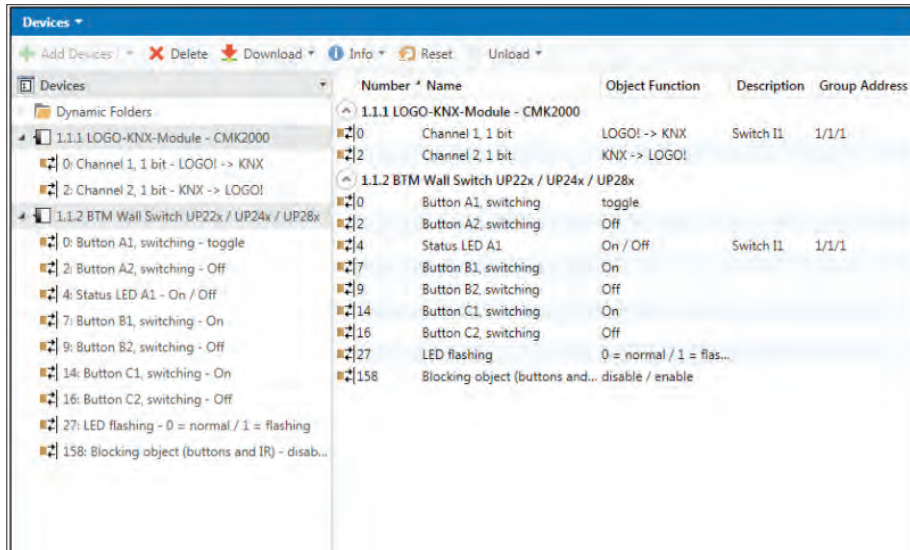 Devices
Add Devices Delete Download Info Reset Unload
Devices
Dynamic Folders
1.1.1 LOGO-KNX-Module - CMK2000
0: Channel 1, 1 bit - LOGO! -> KNX
2: Channel 2, 1 bit - KNX -> LOGO!
1.1.2 BTM Wall Switch UP22x / UP24x / UP28x
0: Button A1, switching - toggle
2: Button A2, switching - Off
4: Status LED A1 - On / Off
7: Button B1, switching - On
9: Button B2, switching - Off
14: Button C1, switching - On
16: Button C2, switching - Off
27: LED flashing - 0 = normal / 1 = flashing
158: Blocking object (buttons and IR) - disab...
Number Name Object Function Description Group Address
1.1.1 LOGO-KNX-Module - CMK2000
0 Channel 1, 1 bit LOGO! -> KNX Switch I1 1/1/1
2 Channel 2, 1 bit KNX -> LOGO!
1.1.2 BTM Wall Switch UP22x / UP24x / UP28x
0 Button A1, switching toggle
2 Button A2, switching Off
4 Status LED A1 On / Off Switch I1 1/1/1
7 Button B1, switching On
9 Button B2, switching Off
14 Button C1, switching On
16 Button C2, switching Off
27 LED flashing 0 = normal / 1 = flas...
158 Blocking object (buttons and... disable / enable